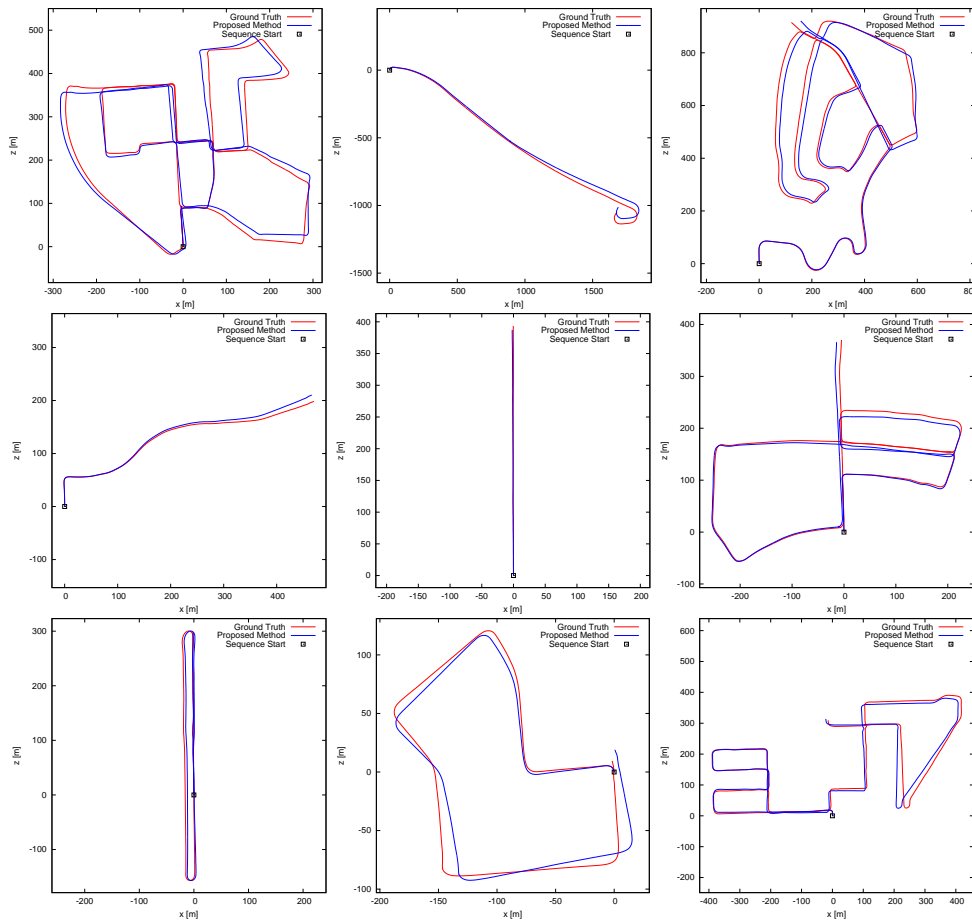 Ground Truth
Proposed Method
Sequence Start
500
400
300
200
100
0
z [m]
-300 -200 -100 0 100 200 300
x [m]
Ground Truth
Proposed Method
Sequence Start
0
-500
-1000
-1500
z [m]
0 500 1000 1500
x [m]
Ground Truth
Proposed Method
Sequence Start
800
600
400
200
0
z [m]
-200 0 200 400 600 80
x [m]
Ground Truth
Proposed Method
Sequence Start
300
200
100
0
-100
z [m]
0 100 200 300 400
x [m]
Ground Truth
Proposed Method
Sequence Start
400
350
300
250
200
150
100
50
0
z [m]
-200 -150 -100 -50 0 50 100 150 200
x [m]
Ground Truth
Proposed Method
Sequence Start
400
300
200
100
0
-100
z [m]
-200 -100 0 100 200
x [m]
Ground Truth
Proposed Method
Sequence Start
300
200
100
0
-100
z [m]
-200 -100 0 100 200
x [m]
Ground Truth
Proposed Method
Sequence Start
100
50
0
-50
-100
z [m]
-200 -150 -100 -50 0
x [m]
Ground Truth
Proposed Method
Sequence Start
600
500
400
300
200
100
0
-100
-200
z [m]
-400 -300 -200 -100 0 100 200 300 400
x [m]